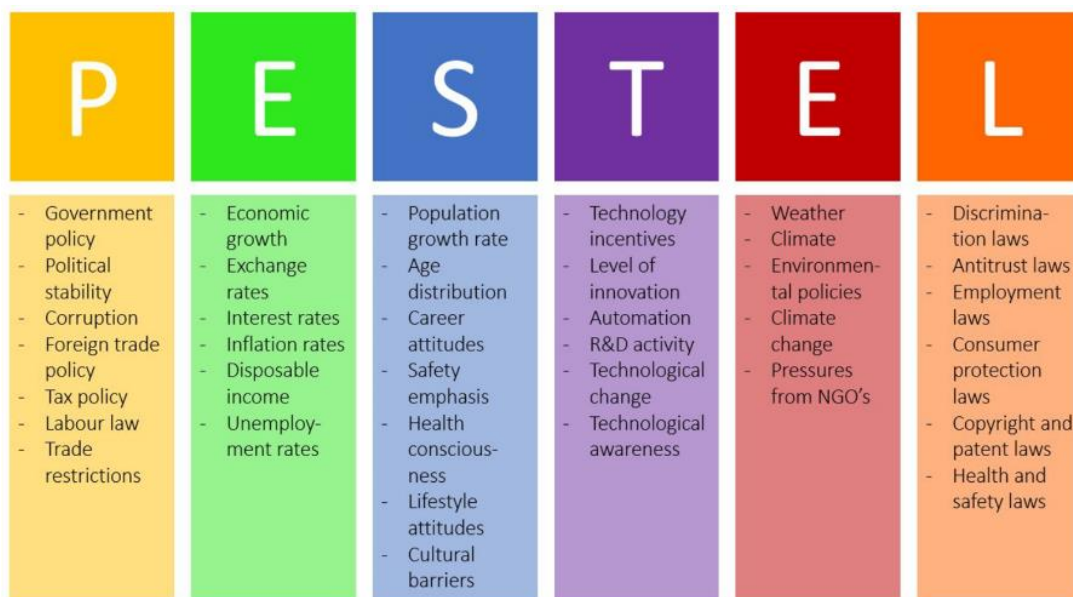 P
E
S
T
E
L
- Government
policy
- Political
stability
- Corruption
- Foreign trade
policy
- Tax policy
- Labour law
- Trade
restrictions
- Economic
growth
- Exchange
rates
- Interest rates
- Inflation rates
- Disposable
income
- Unemploy-
ment rates
- Population
growth rate
- Age
distribution
- Career
attitudes
- Safety
emphasis
- Health
conscious-
ness
- Lifestyle
attitudes
- Cultural
barriers
- Technology
incentives
- Level of
innovation
- Automation
- R&D activity
- Technological
change
- Technological
awareness
- Weather
- Climate
- Environmen-
tal policies
- Climate
change
- Pressures
from NGO's
- Discrimina-
tion laws
- Antitrust laws
- Employment
laws
- Consumer
protection
laws
- Copyright and
patent laws
- Health and
safety laws